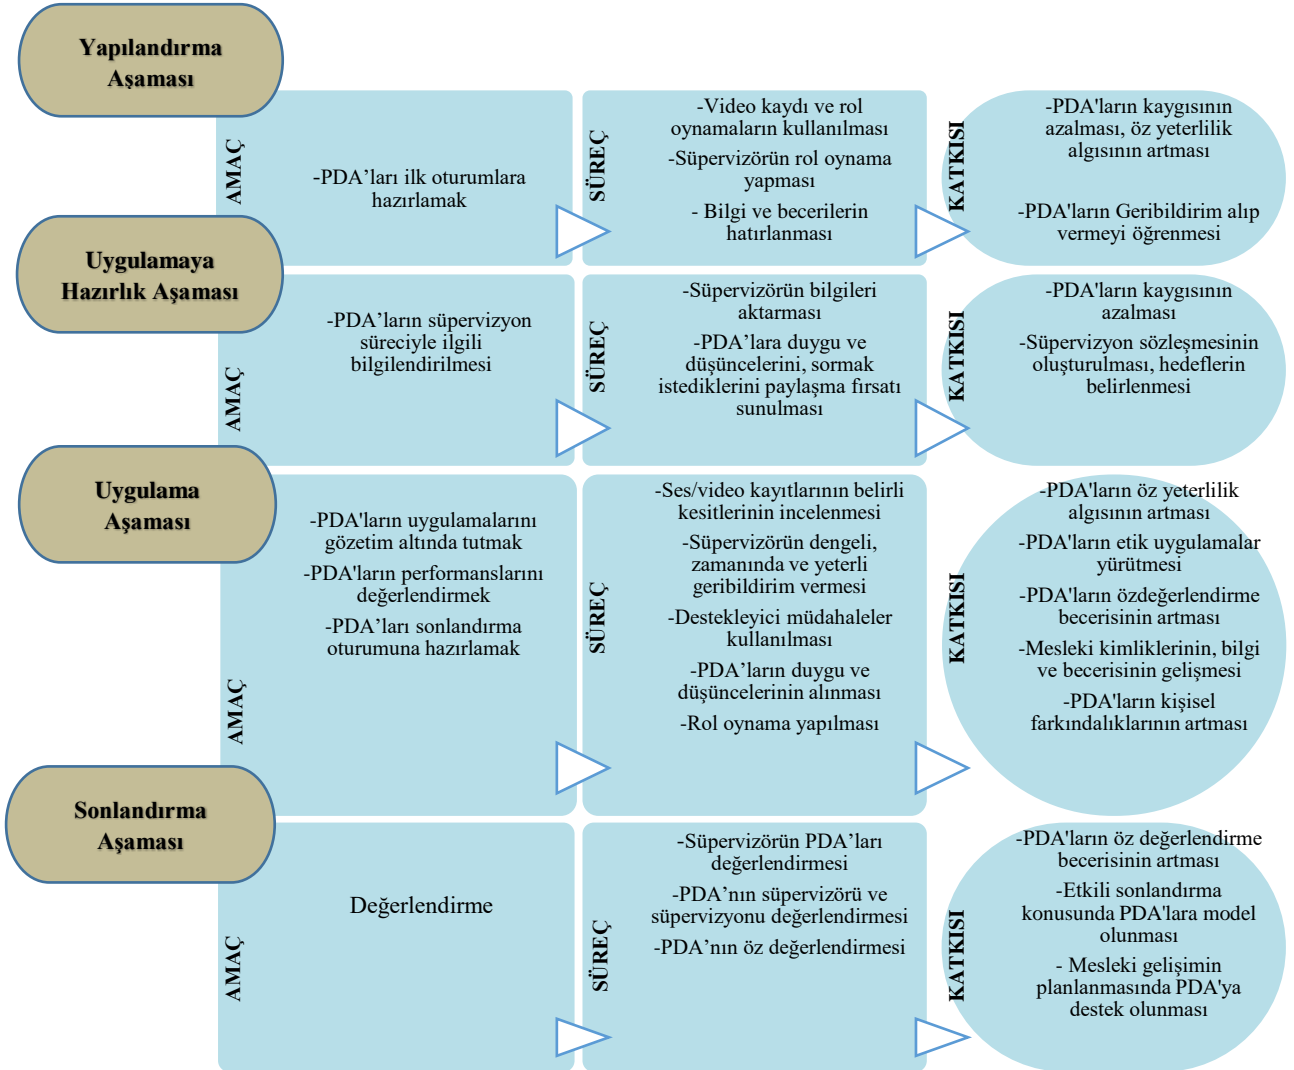 Yapılandırma
Aşaması
AMAÇ
-PDA’ları ilk oturumlara
hazırlamak
SÜREÇ
-Video kaydı ve rol
oynamaların kullanılması
-Süpervizörün rol oynama
yapması
- Bilgi ve becerilerin
hatırlanması
KATKISI
-PDA'ların kaygısının
azalması, öz yeterlilik
algısının artması
-PDA'ların Geribildirim alıp
vermeyi öğrenmesi
Uygulamaya
Hazırlık Aşaması
AMAÇ
-PDA’ların süpervizyon
süreciyle ilgili
bilgilendirilmesi
SÜREÇ
-Süpervizörün bilgileri
aktarması
-PDA’lara duygu ve
düşüncelerini, sormak
istediklerini paylaşma fırsatı
sunulması
KATKISI
-PDA'ların kaygısının
azalması
-Süpervizyon sözleşmesinin
oluşturulması, hedeflerin
belirlenmesi
Uygulama
Aşaması
AMAÇ
-PDA'ların uygulamalarını
gözetim altında tutmak
-PDA'ların performanslarını
değerlendirmek
-PDA’ları sonlandırma
oturumuna hazırlamak
SÜREÇ
-Ses/video kayıtlarının belirli
kesitlerinin incelenmesi
-Süpervizörün dengeli,
zamanında ve yeterli
geribildirim vermesi
-Destekleyici müdahaleler
kullanılması
-PDA’ların duygu ve
düşüncelerinin alınması
-Rol oynama yapılması
KATKISI
-PDA'ların öz yeterlilik
algısının artması
-PDA'ların etik uygulamalar
yürütmesi
-PDA'ların özdeğerlendirme
becerisinin artması
-Mesleki kimliklerinin, bilgi
ve becerisinin gelişmesi
-PDA'ların kişisel
farkındalıklarının artması
Sonlandırma
Aşaması
AMAÇ
Değerlendirme
SÜREÇ
-Süpervizörün PDA’ları
değerlendirmesi
-PDA’nın süpervizörü ve
süpervizyonu değerlendirmesi
-PDA’nın öz değerlendirmesi
KATKISI
-PDA'ların öz değerlendirme
becerisinin artması
-Etkili sonlandırma
konusunda PDA'lara model
olunması
- Mesleki gelişimin
planlanmasında PDA'ya
destek olunması